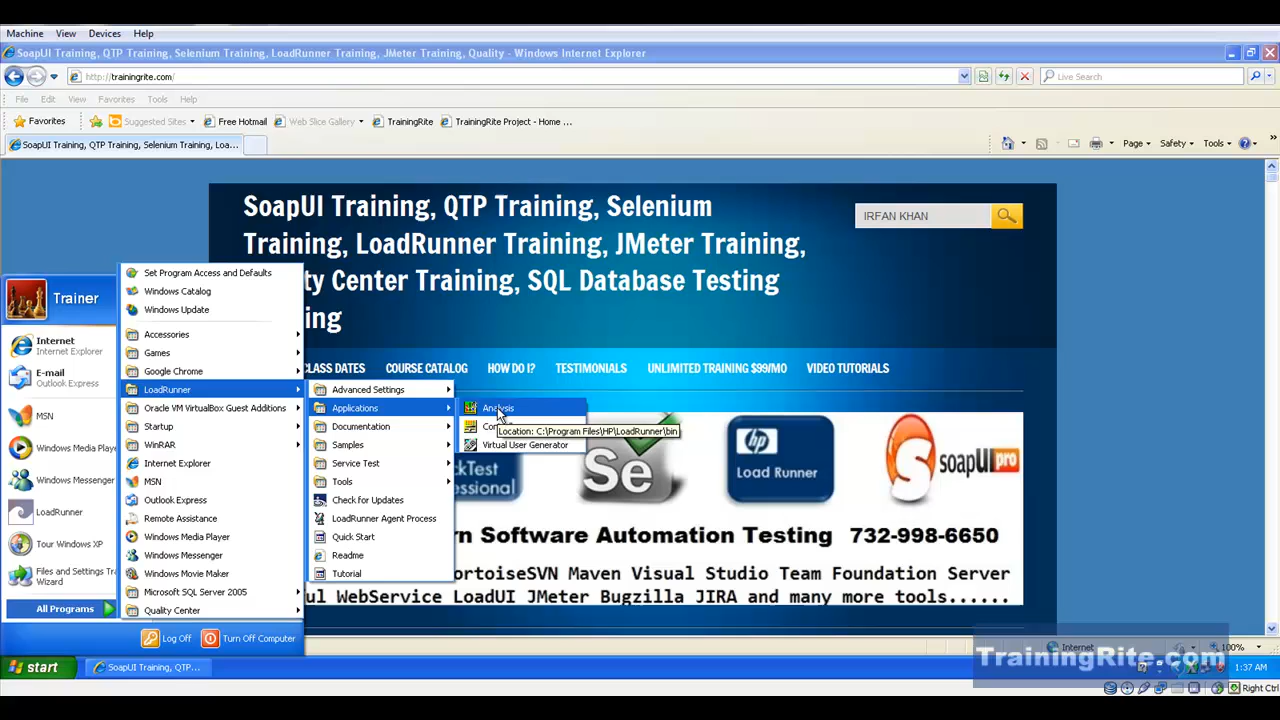 Machine View Devices Help
SoapUI Training, QTP Training, Selenium Training, LoadRunner Training, JMeter Training, Quality - Windows Internet Explorer
http://trainingrite.com/
Live Search
File Edit View Favorites Tools Help
Favorites Suggested Sites Free Hotmail Web Slice Gallery TrainingRite TrainingRite Project - Home ...
SoapUI Training, QTP Training, Selenium Training, Loa...
Page Safety Tools
SoapUI Training, QTP Training, Selenium
Training, LoadRunner Training, JMeter Training,
ty Center Training, SQL Database Testing
ing
IRFAN KHAN
CLASS DATES COURSE CATALOG HOW DO I? TESTIMONIALS UNLIMITED TRAINING $99/MO VIDEO TUTORIALS
Trainer
Internet
Internet Explorer
E-mail
Outlook Express
MSN
Windows Media Playe
Windows Messenger
LoadRunner
Tour Windows XP
Files and Settings Tra
Wizard
All Programs
Log Off Turn Off Computer
Set Program Access and Defaults
Windows Catalog
Windows Update
Accessories
Games
Google Chrome
LoadRunner
Oracle VM VirtualBox Guest Additions
Startup
WinRAR
Internet Explorer
MSN
Outlook Express
Remote Assistance
Windows Media Player
Windows Messenger
Windows Movie Maker
Microsoft SQL Server 2005
Quality Center
Advanced Settings
Applications
Documentation
Samples
Service Test
Tools
Check for Updates
LoadRunner Agent Process
Quick Start
Readme
Tutorial
Analysis
Location: C:\Program Files\HP\LoadRunner\bin
Virtual User Generator
ckTest
fessional
Se
hp
Load Runner
soapUI pro
rn Software Automation Testing 732-998-6650
ortoiseSVN Maven Visual Studio Team Foundation Server
ul WebService LoadUI JMeter Bugzilla JIRA and many more tools......
Internet 100%
TrainingRite.com
start SoapUI Training, QTP... 1:37 AM
Right Ctrl